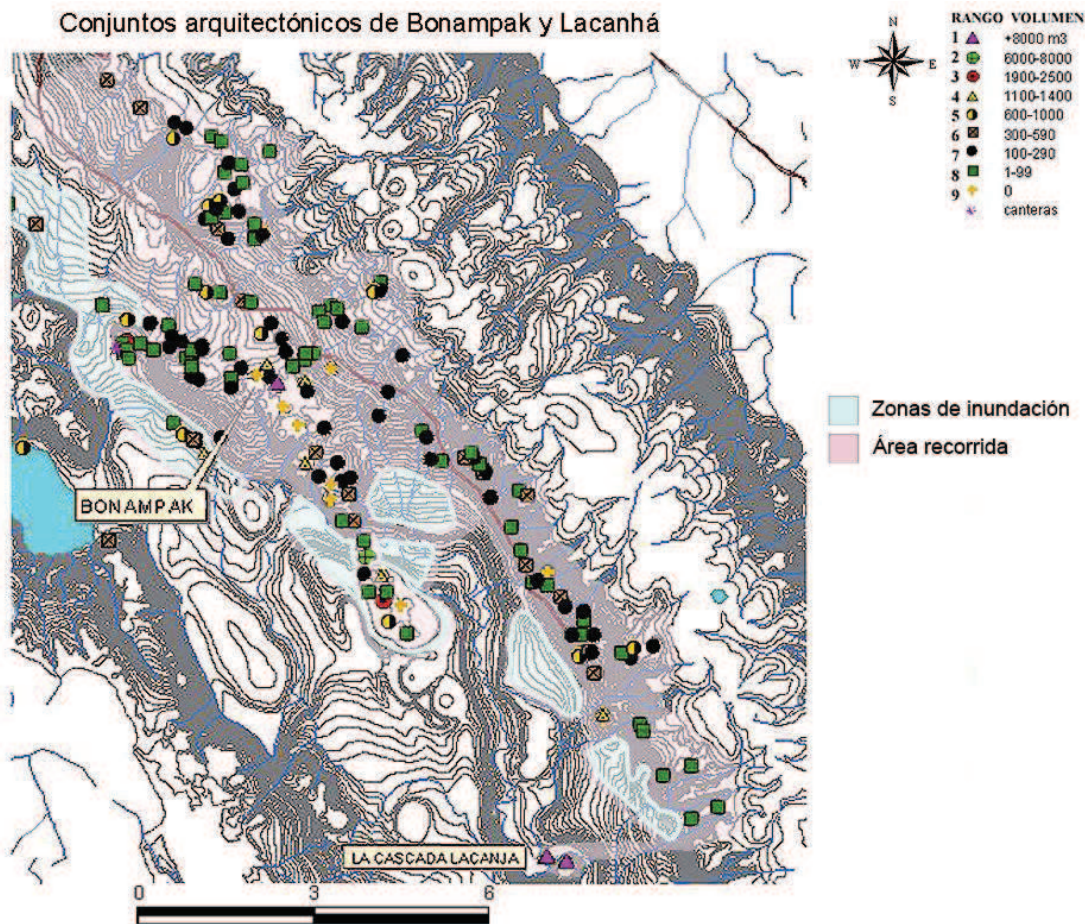 Conjuntos arquitectónicos de Bonampak y Lacanhá
N
W E
S
RANGO VOLUMEN
1 +8000 m3
2 6000-8000
3 1900-2500
4 1100-1400
5 600-1000
6 300-590
7 100-290
8 1-99
9 0
canteras
Zonas de inundación
Área recorrida
BONAMPAK
LA CASCADA LACANJA
0 3 6